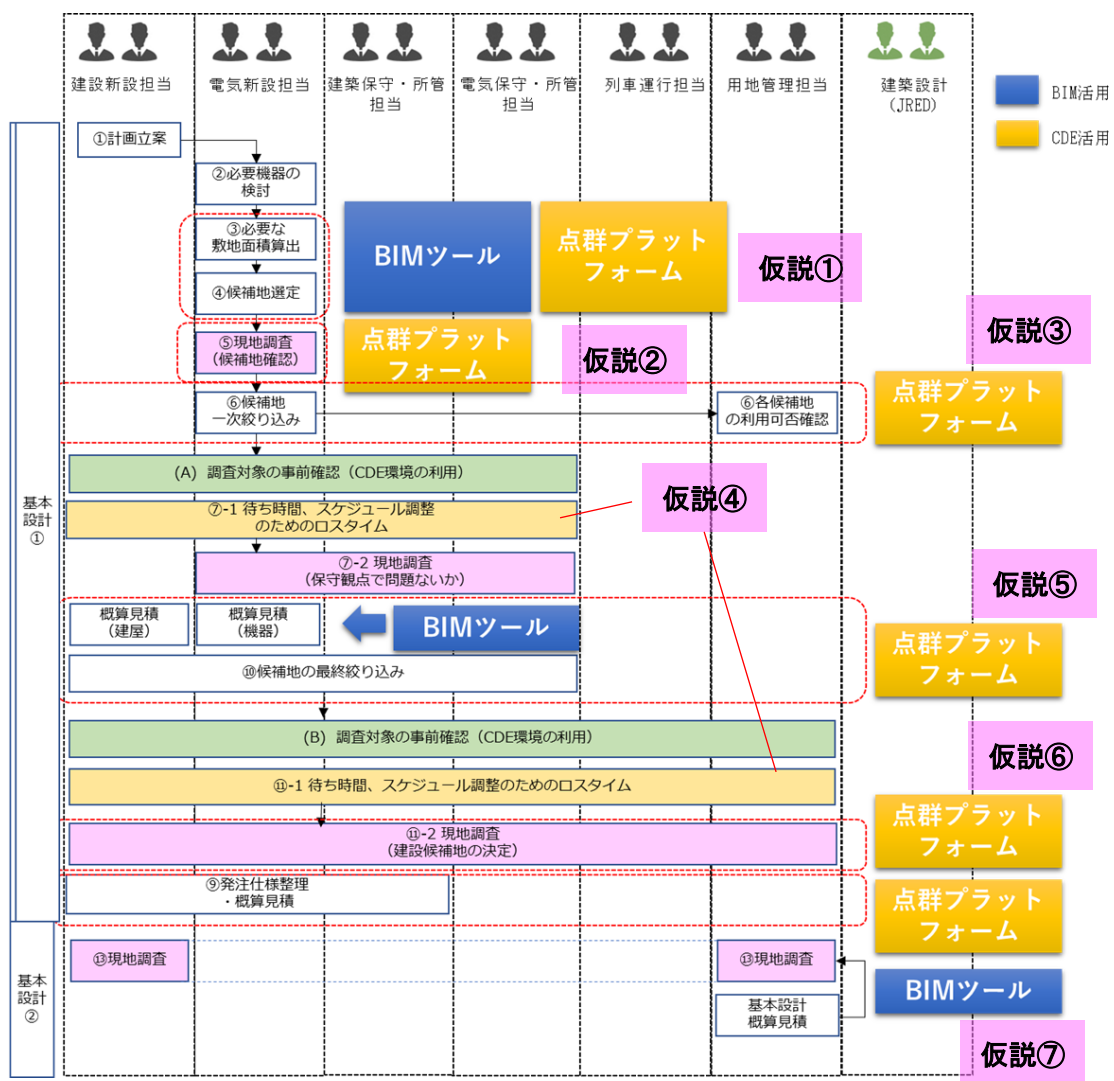 建設新設担当
電気新設担当
建築保守・所管
担当
電気保守・所管
担当
列車運行担当
用地管理担当
建築設計
(JRED)
BIM活用
CDE活用
①計画立案
②必要機器の
検討
③必要な
敷地面積算出
④候補地選定
BIMツール
点群プラット
フォーム
仮説①
⑤現地調査
(候補地確認)
点群プラット
フォーム
仮説②
仮説③
⑥候補地
一次絞り込み
⑥各候補地
の利用可否確認
点群プラット
フォーム
(A) 調査対象の事前確認（CDE環境の利用）
仮説④
⑦-1 待ち時間、スケジュール調整
のためのロスタイム
基本
設計
①
⑦-2 現地調査
(保守観点で問題ないか)
仮説⑤
概算見積
(建屋)
概算見積
(機器)
BIMツール
点群プラット
フォーム
⑩候補地の最終絞り込み
(B) 調査対象の事前確認（CDE環境の利用）
仮説⑥
⑪-1 待ち時間、スケジュール調整のためのロスタイム
⑪-2 現地調査
(建設候補地の決定)
点群プラット
フォーム
⑨発注仕様整理
・概算見積
点群プラット
フォーム
基本
設計
②
⑬現地調査
⑬現地調査
BIMツール
基本設計
概算見積
仮説⑦